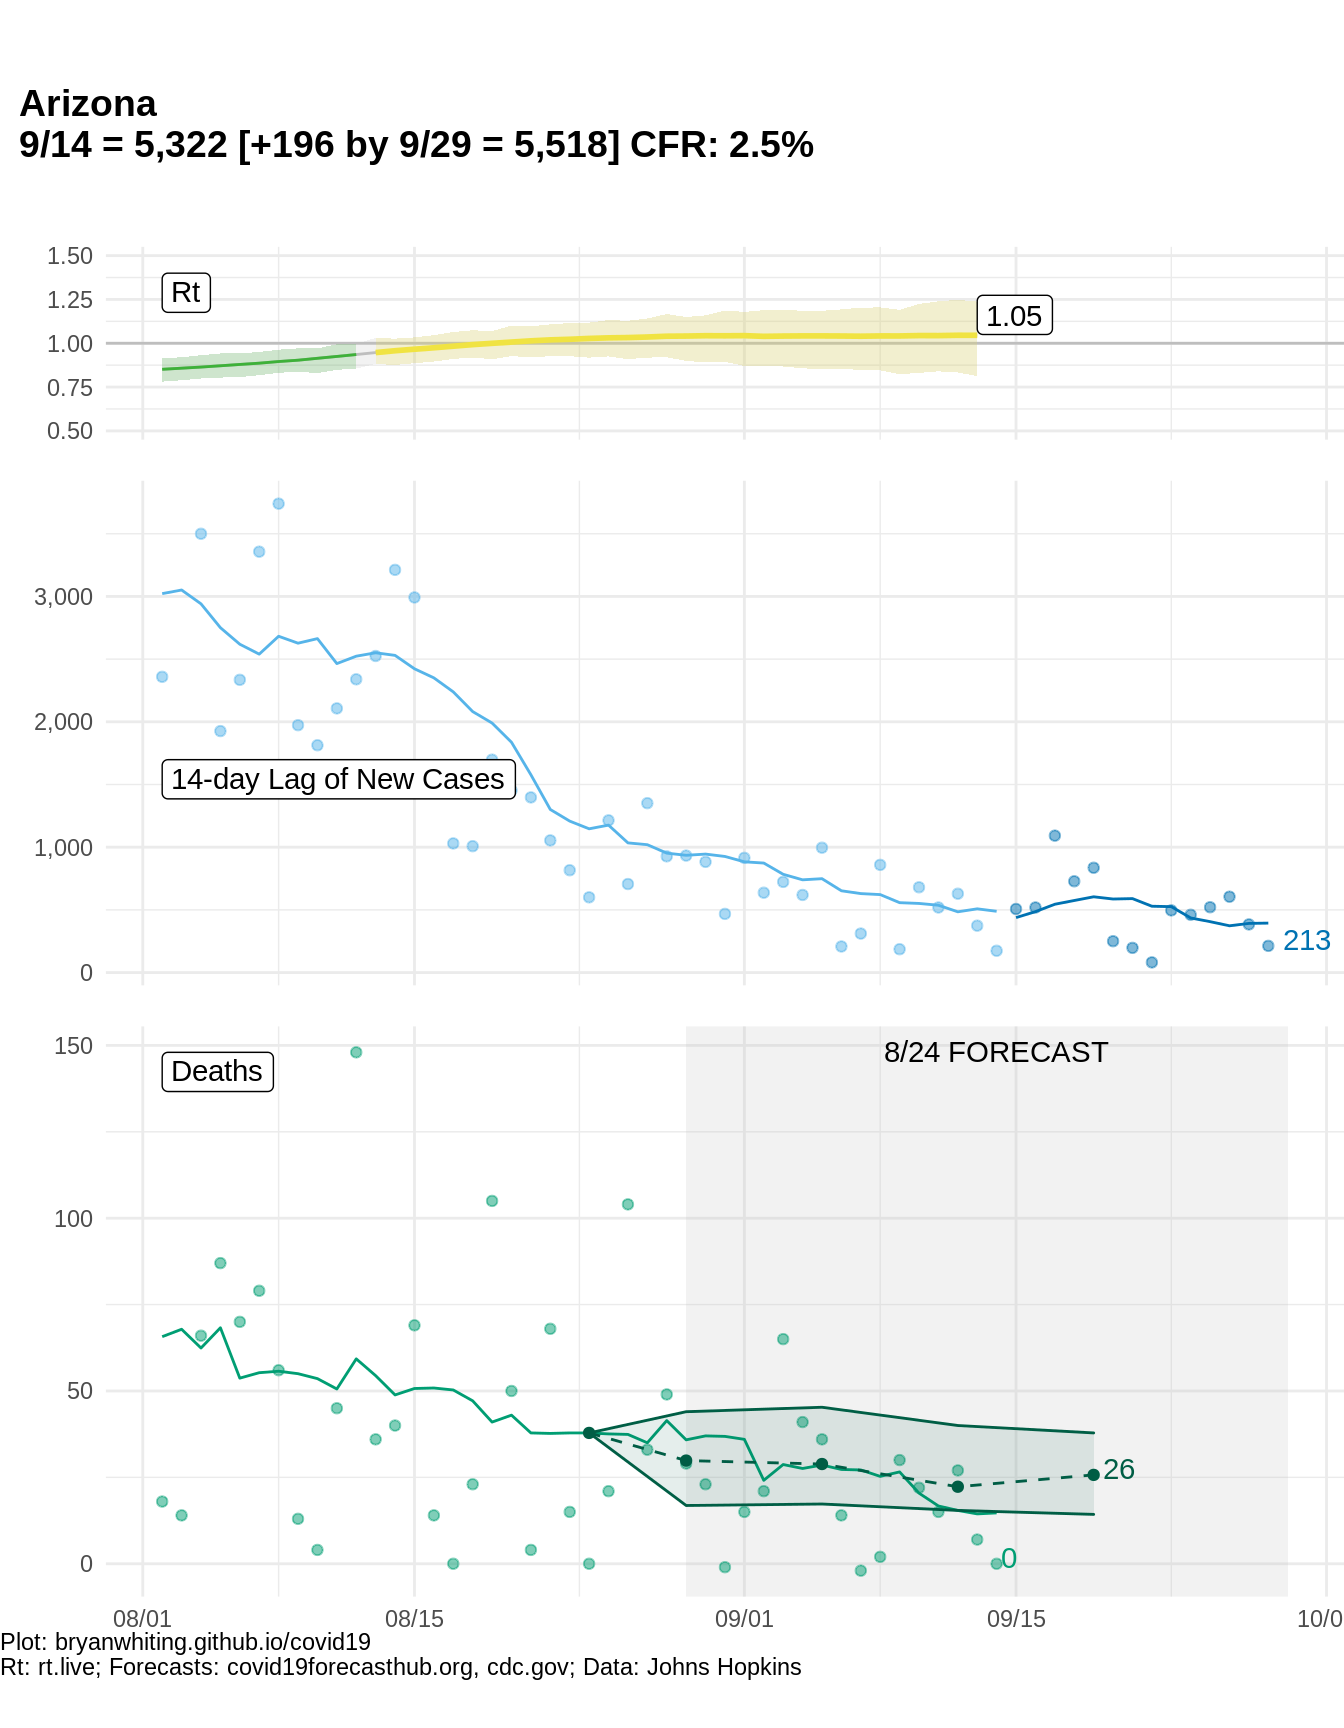 Arizona
9/14 = 5,322 [+196 by 9/29 = 5,518] CFR: 2.5%
1.50
Rt
1.25
1.05
1.00
0.75
0.50
3,000
2,000
14-day Lag of New Cases
1,000
213
0
150
8/24 FORECAST
Deaths
100
50
26
0
0
08/01
08/15
09/01
09/15
10/0
Plot: bryanwhiting.github.io/covid19
Rt: rt.live; Forecasts: covid19forecasthub.org, cdc.gov; Data: Johns Hopkins